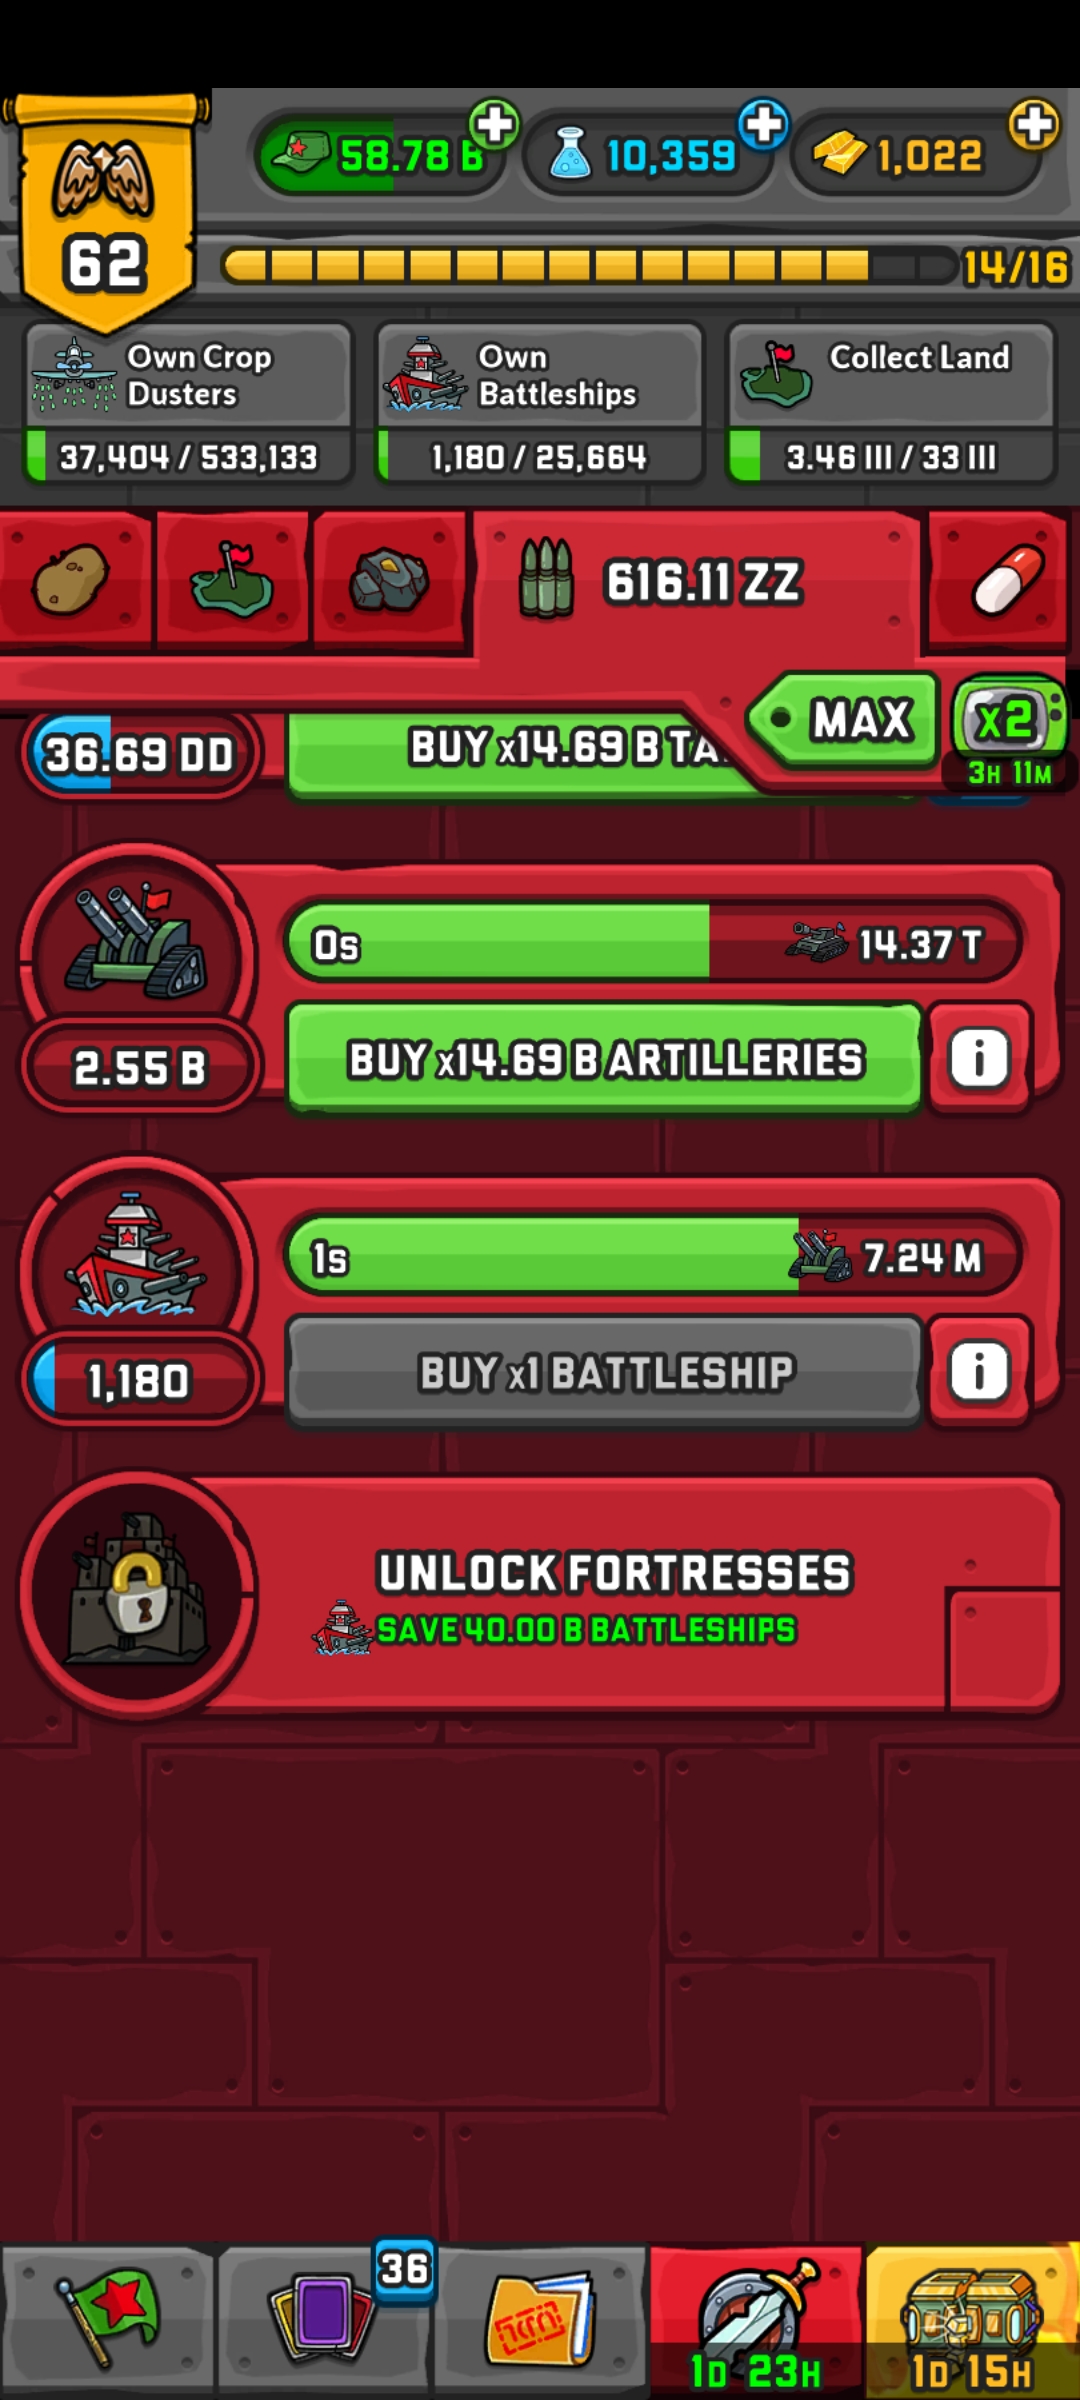 58.78 B
10,359
1,022
62
14/16
Own Crop
Dusters
37,404 / 533,133
Own
Battleships
1,180 / 25,664
Collect Land
3.46 III / 33 III
616.11 ZZ
MAX
x2
3H 11M
36.69 DD
BUY x14.69 B TA
0s
14.37 T
2.55 B
BUY x14.69 B ARTILLERIES
i
1s
7.24 M
1,180
BUY x1 BATTLESHIP
i
UNLOCK FORTRESSES
SAVE 40.00 B BATTLESHIPS
36
1D 23H
1D 15H